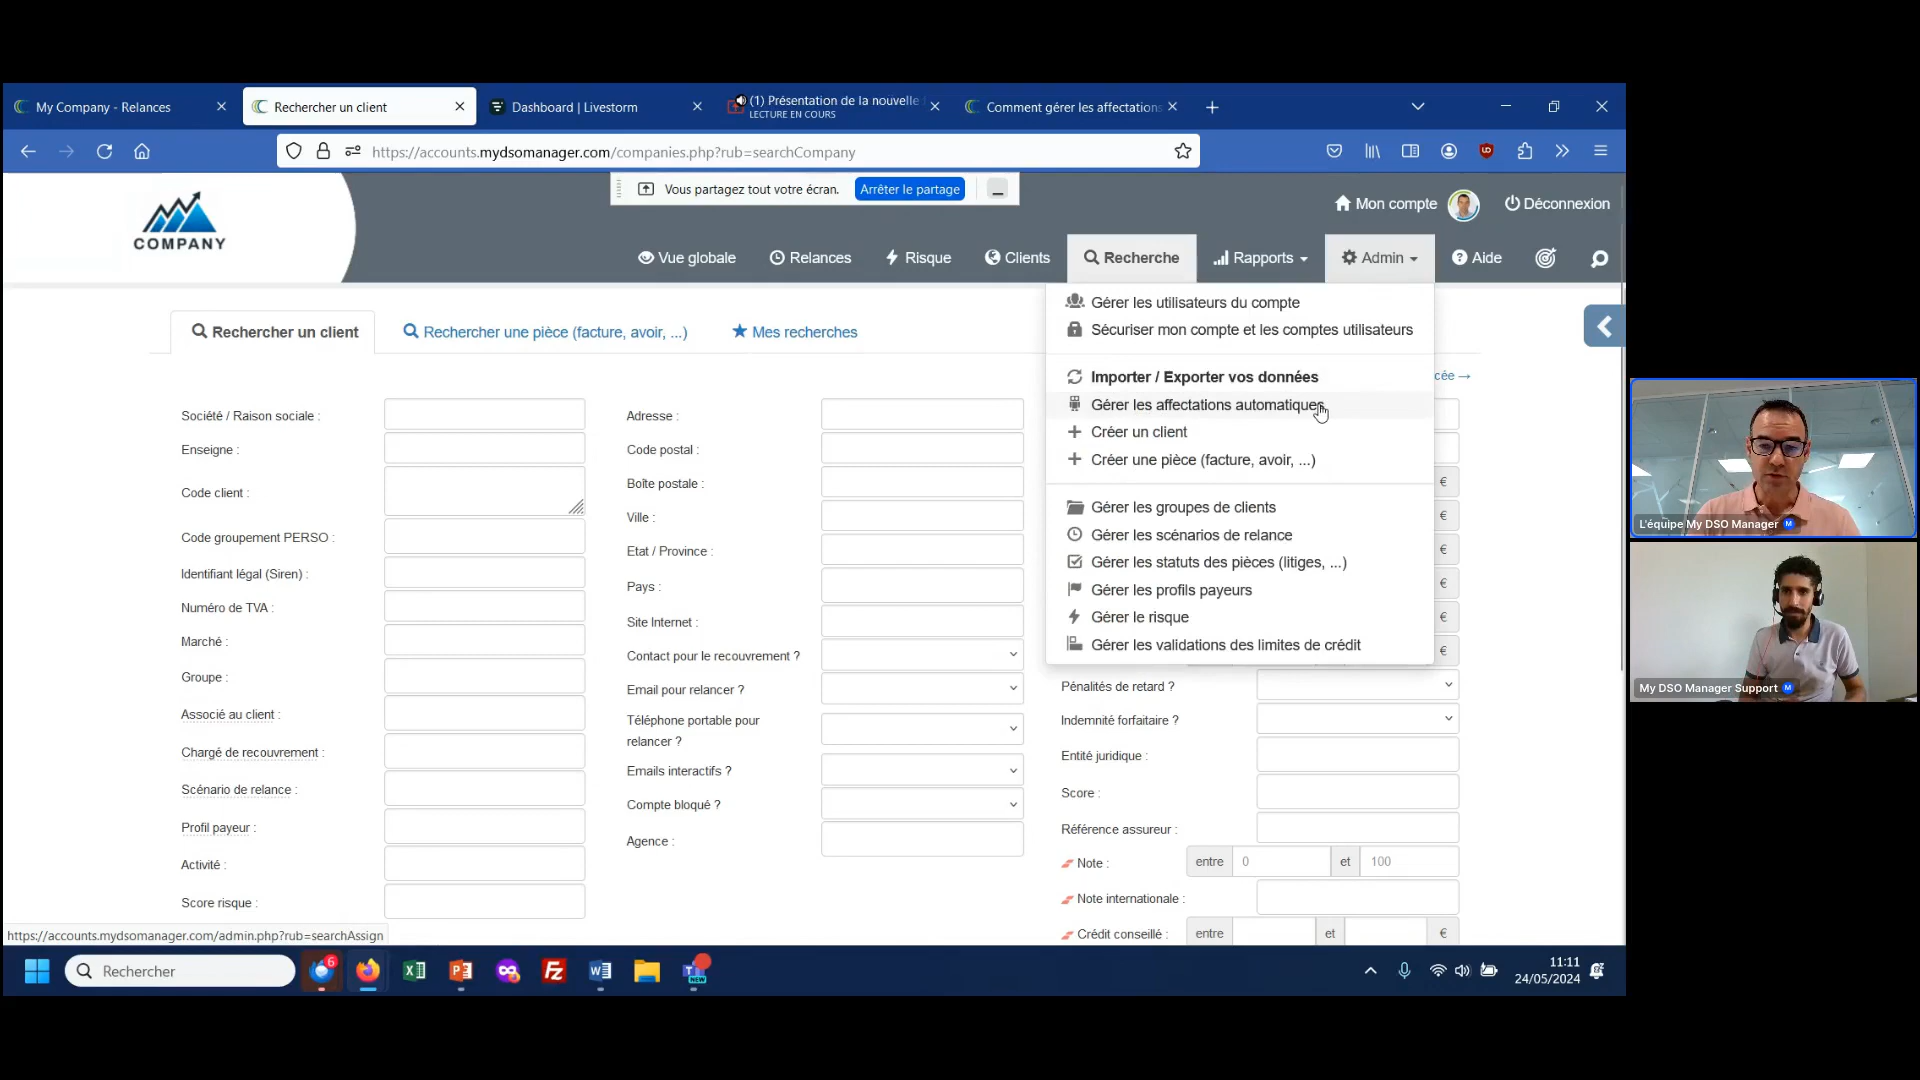 My Company - Relances
Rechercher un client
Dashboard | Livestorm
(1) Présentation de la nouvelle
LECTURE EN COURS
Comment gérer les affectations
https://accounts.mydsomanager.com/companies.php?rub=searchCompany
Vous partagez tout votre écran.
Arrêter le partage
COMPANY
Mon compte
Déconnexion
Vue globale
Relances
Risque
Clients
Recherche
Rapports
Admin
Aide
Rechercher un client
Rechercher une pièce (facture, avoir, ...)
Mes recherches
Gérer les utilisateurs du compte
Sécuriser mon compte et les comptes utilisateurs
Importer / Exporter vos données
Gérer les affectations automatiques
Créer un client
Créer une pièce (facture, avoir, ...)
Gérer les groupes de clients
Gérer les scénarios de relance
Gérer les statuts des pièces (litiges, ...)
Gérer les profils payeurs
Gérer le risque
Gérer les validations des limites de crédit
cée →
Société / Raison sociale :
Enseigne :
Code client :
Code groupement PERSO :
Identifiant légal (Siren) :
Numéro de TVA :
Marché :
Groupe :
Associé au client :
Chargé de recouvrement :
Scénario de relance :
Profil payeur :
Activité :
Score risque :
Adresse :
Code postal :
Boîte postale :
Ville :
Etat / Province :
Pays :
Site Internet :
Contact pour le recouvrement ?
Email pour relancer ?
Téléphone portable pour
relancer ?
Emails interactifs ?
Compte bloqué ?
Agence :
€
€
€
€
€
€
Pénalités de retard ?
Indemnité forfaitaire ?
Entité juridique :
Score :
Référence assureur :
Note :
entre
0
et
100
Note internationale :
Crédit conseillé :
entre
et
€
https://accounts.mydsomanager.com/admin.php?rub=searchAssign
Rechercher
6
NEW
11:11
24/05/2024
L'équipe My DSO Manager
My DSO Manager Support